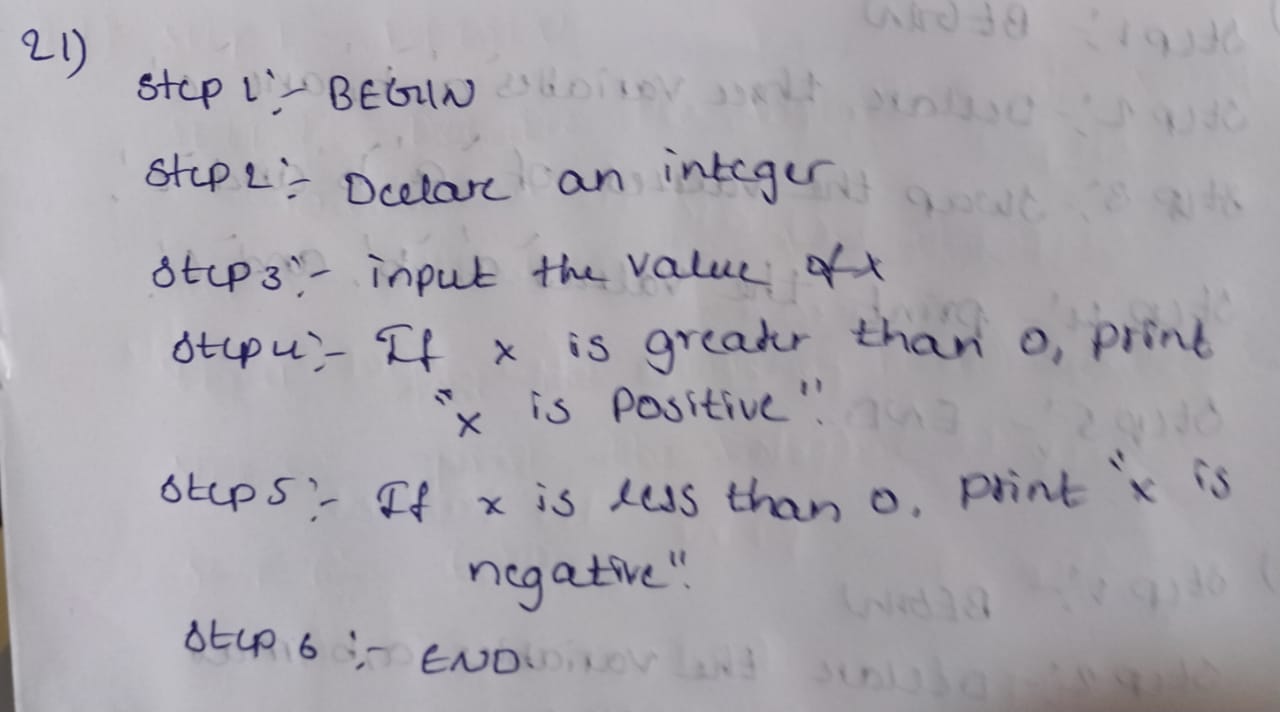 21)
Step 1:- BEGIN
Step 2:- Declare an integer
Step 3:- input the value of x
Step 4:- If x is greater than 0, print
"x is positive".
Step 5:- If x is less than 0. print "x is
negative".
Step 6:- END